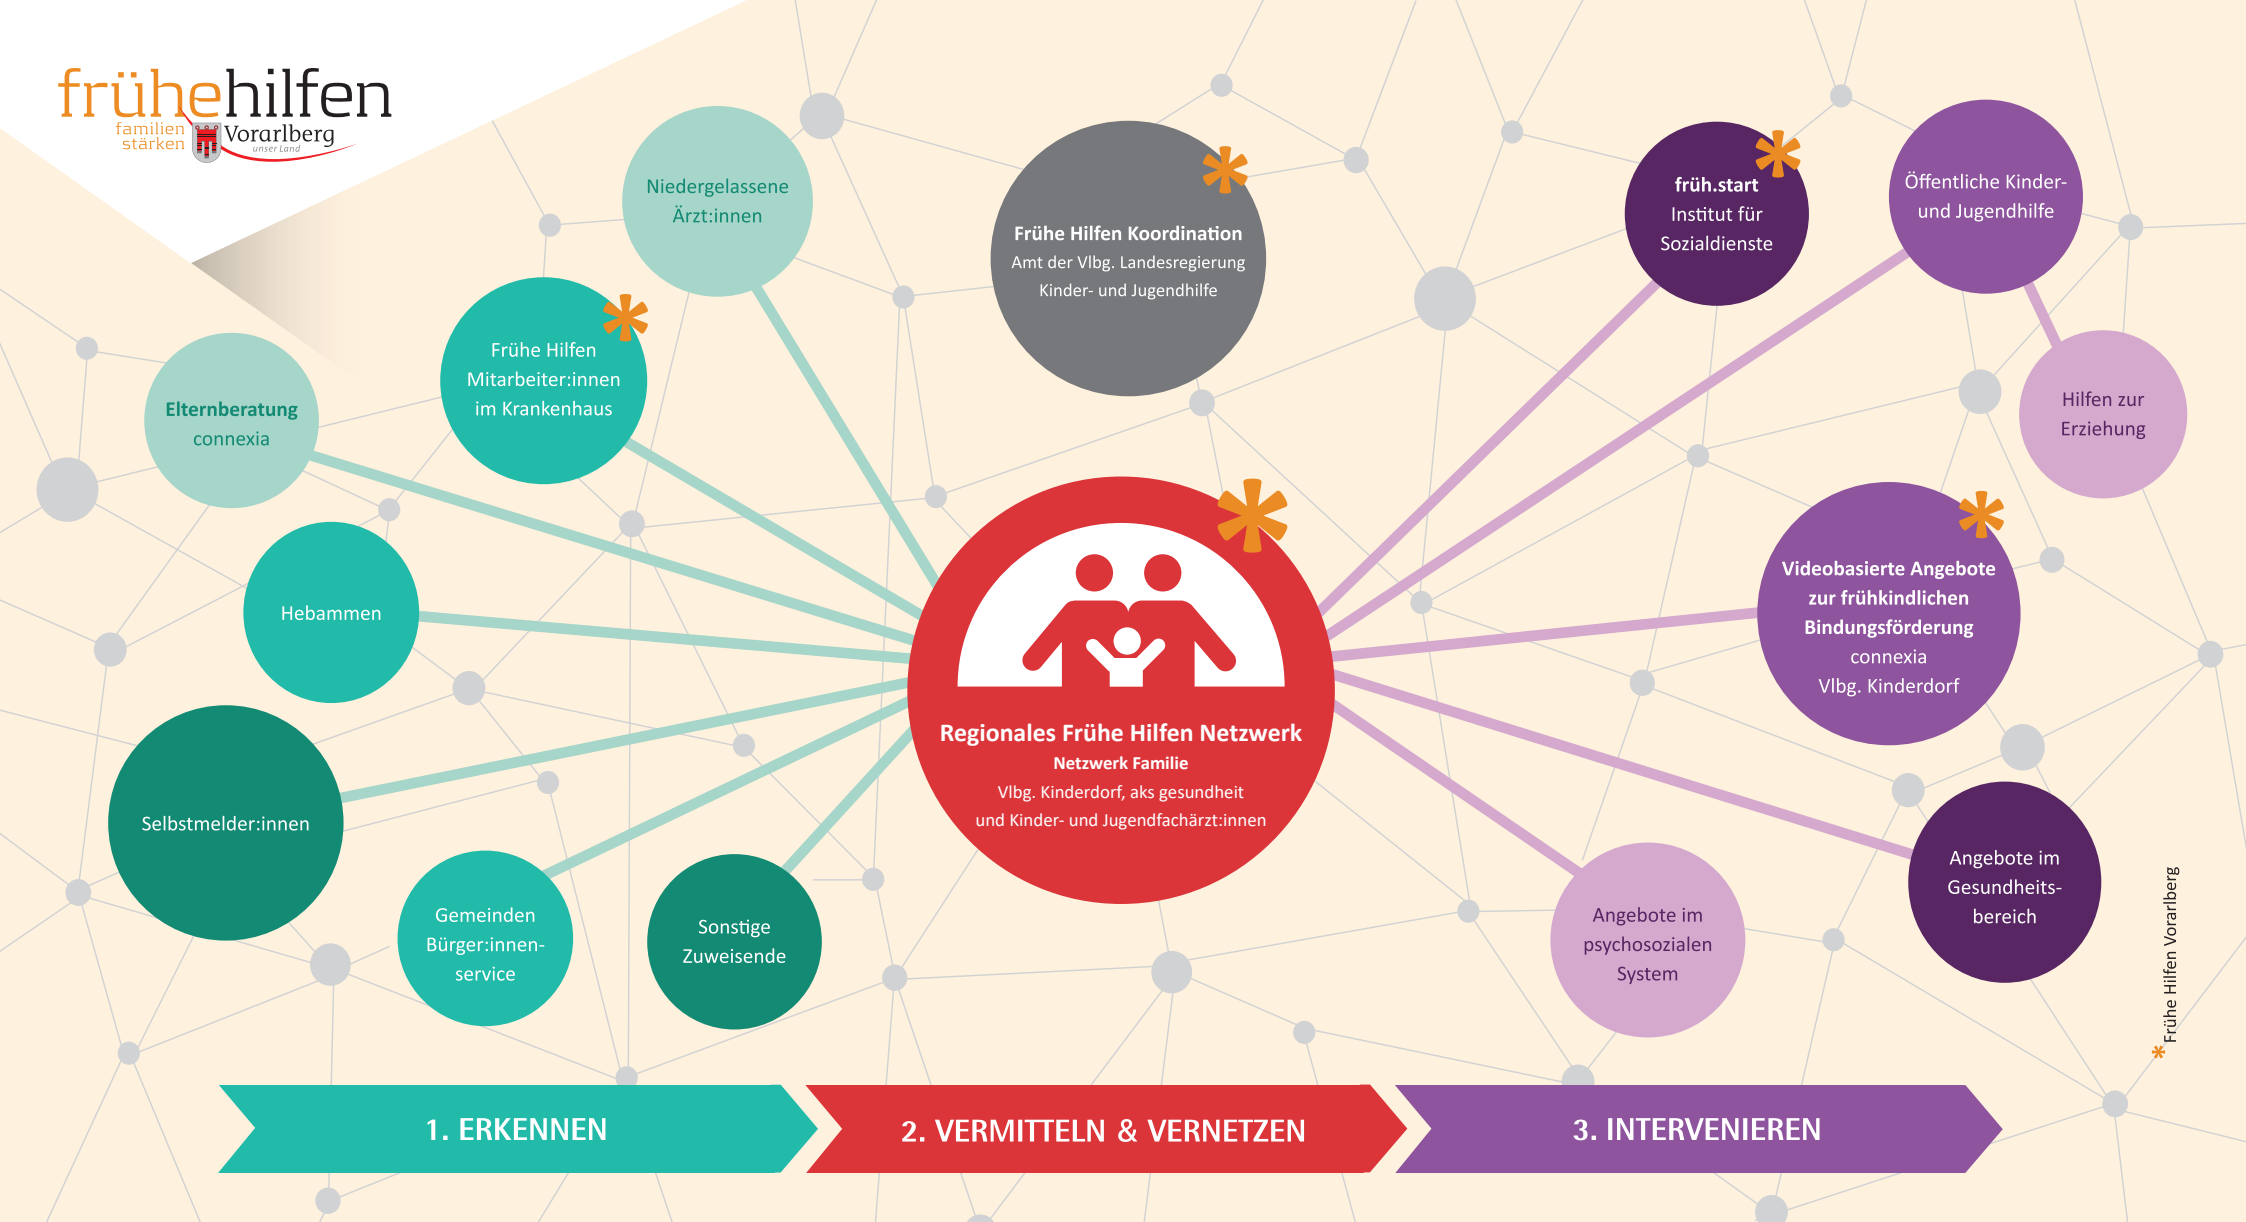 frühehilfen
familien
stärken
Vorarlberg
unser Land
Niedergelassene
Ärzt:innen
Frühe Hilfen
Mitarbeiter:innen
im Krankenhaus
Elternberatung
connexia
Hebammen
Selbstmelder:innen
Gemeinden
Bürger:innen-
service
Sonstige
Zuweisende
Frühe Hilfen Koordination
Amt der Vlbg. Landesregierung
Kinder- und Jugendhilfe
Regionales Frühe Hilfen Netzwerk
Netzwerk Familie
Vlbg. Kinderdorf, aks gesundheit
und Kinder- und Jugendfachärzt:innen
früh.start
Institut für
Sozialdienste
Öffentliche Kinder-
und Jugendhilfe
Hilfen zur
Erziehung
Videobasierte Angebote
zur frühkindlichen
Bindungsförderung
connexia
Vlbg. Kinderdorf
Angebote im
Gesundheits-
bereich
Angebote im
psychosozialen
System
* Frühe Hilfen Vorarlberg
1. ERKENNEN
2. VERMITTELN & VERNETZEN
3. INTERVENIEREN